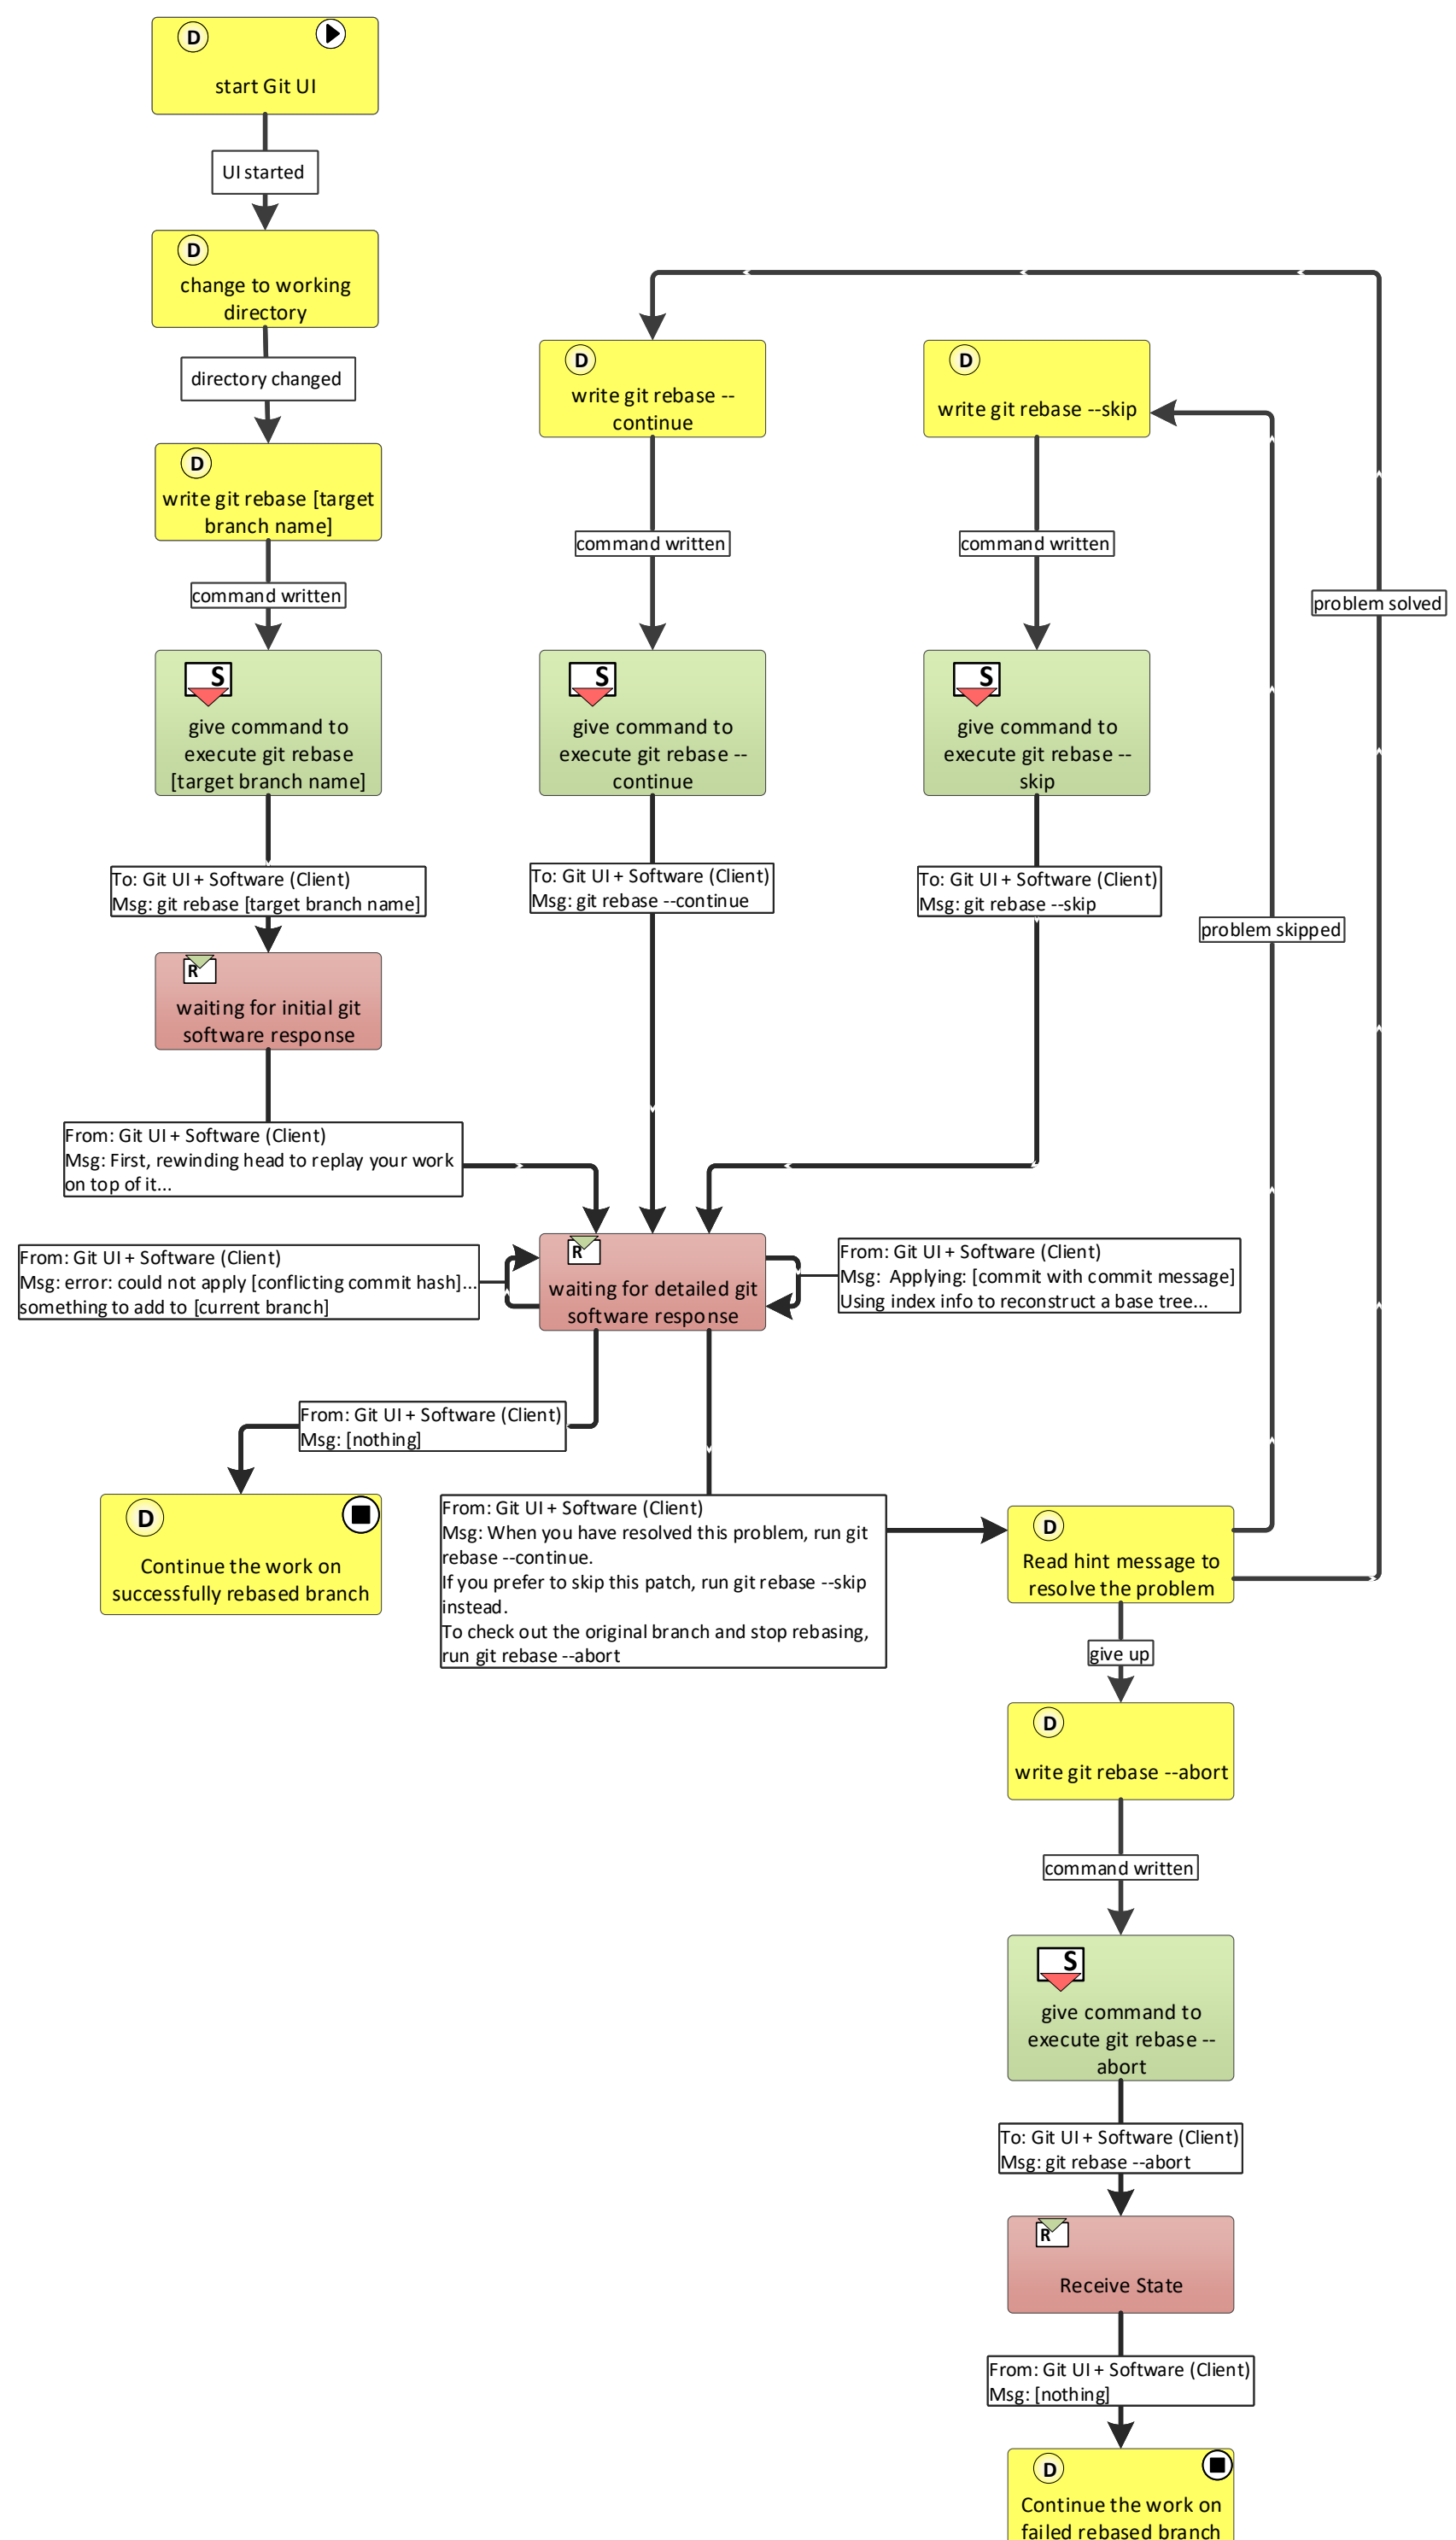 D
start Git UI
UI started
D
change to working
directory
directory changed
D
write git rebase [target
branch name]
command written
S
give command to
execute git rebase
[target branch name]
To: Git UI + Software (Client)
Msg: git rebase [target branch name]
R
waiting for initial git
software response
From: Git UI + Software (Client)
Msg: First, rewinding head to replay your work
on top of it...
D
write git rebase --
continue
command written
S
give command to
execute git rebase --
continue
To: Git UI + Software (Client)
Msg: git rebase --continue
D
write git rebase --skip
command written
S
give command to
execute git rebase --
skip
To: Git UI + Software (Client)
Msg: git rebase --skip
problem solved
problem skipped
From: Git UI + Software (Client)
Msg: error: could not apply [conflicting commit hash]...
something to add to [current branch]
R
waiting for detailed git
software response
From: Git UI + Software (Client)
Msg:  Applying: [commit with commit message]
Using index info to reconstruct a base tree...
From: Git UI + Software (Client)
Msg: [nothing]
D
Continue the work on
successfully rebased branch
From: Git UI + Software (Client)
Msg: When you have resolved this problem, run git
rebase --continue.
If you prefer to skip this patch, run git rebase --skip
instead.
To check out the original branch and stop rebasing,
run git rebase --abort
D
Read hint message to
resolve the problem
give up
D
write git rebase --abort
command written
S
give command to
execute git rebase --
abort
To: Git UI + Software (Client)
Msg: git rebase --abort
R
Receive State
From: Git UI + Software (Client)
Msg: [nothing]
D
Continue the work on
failed rebased branch